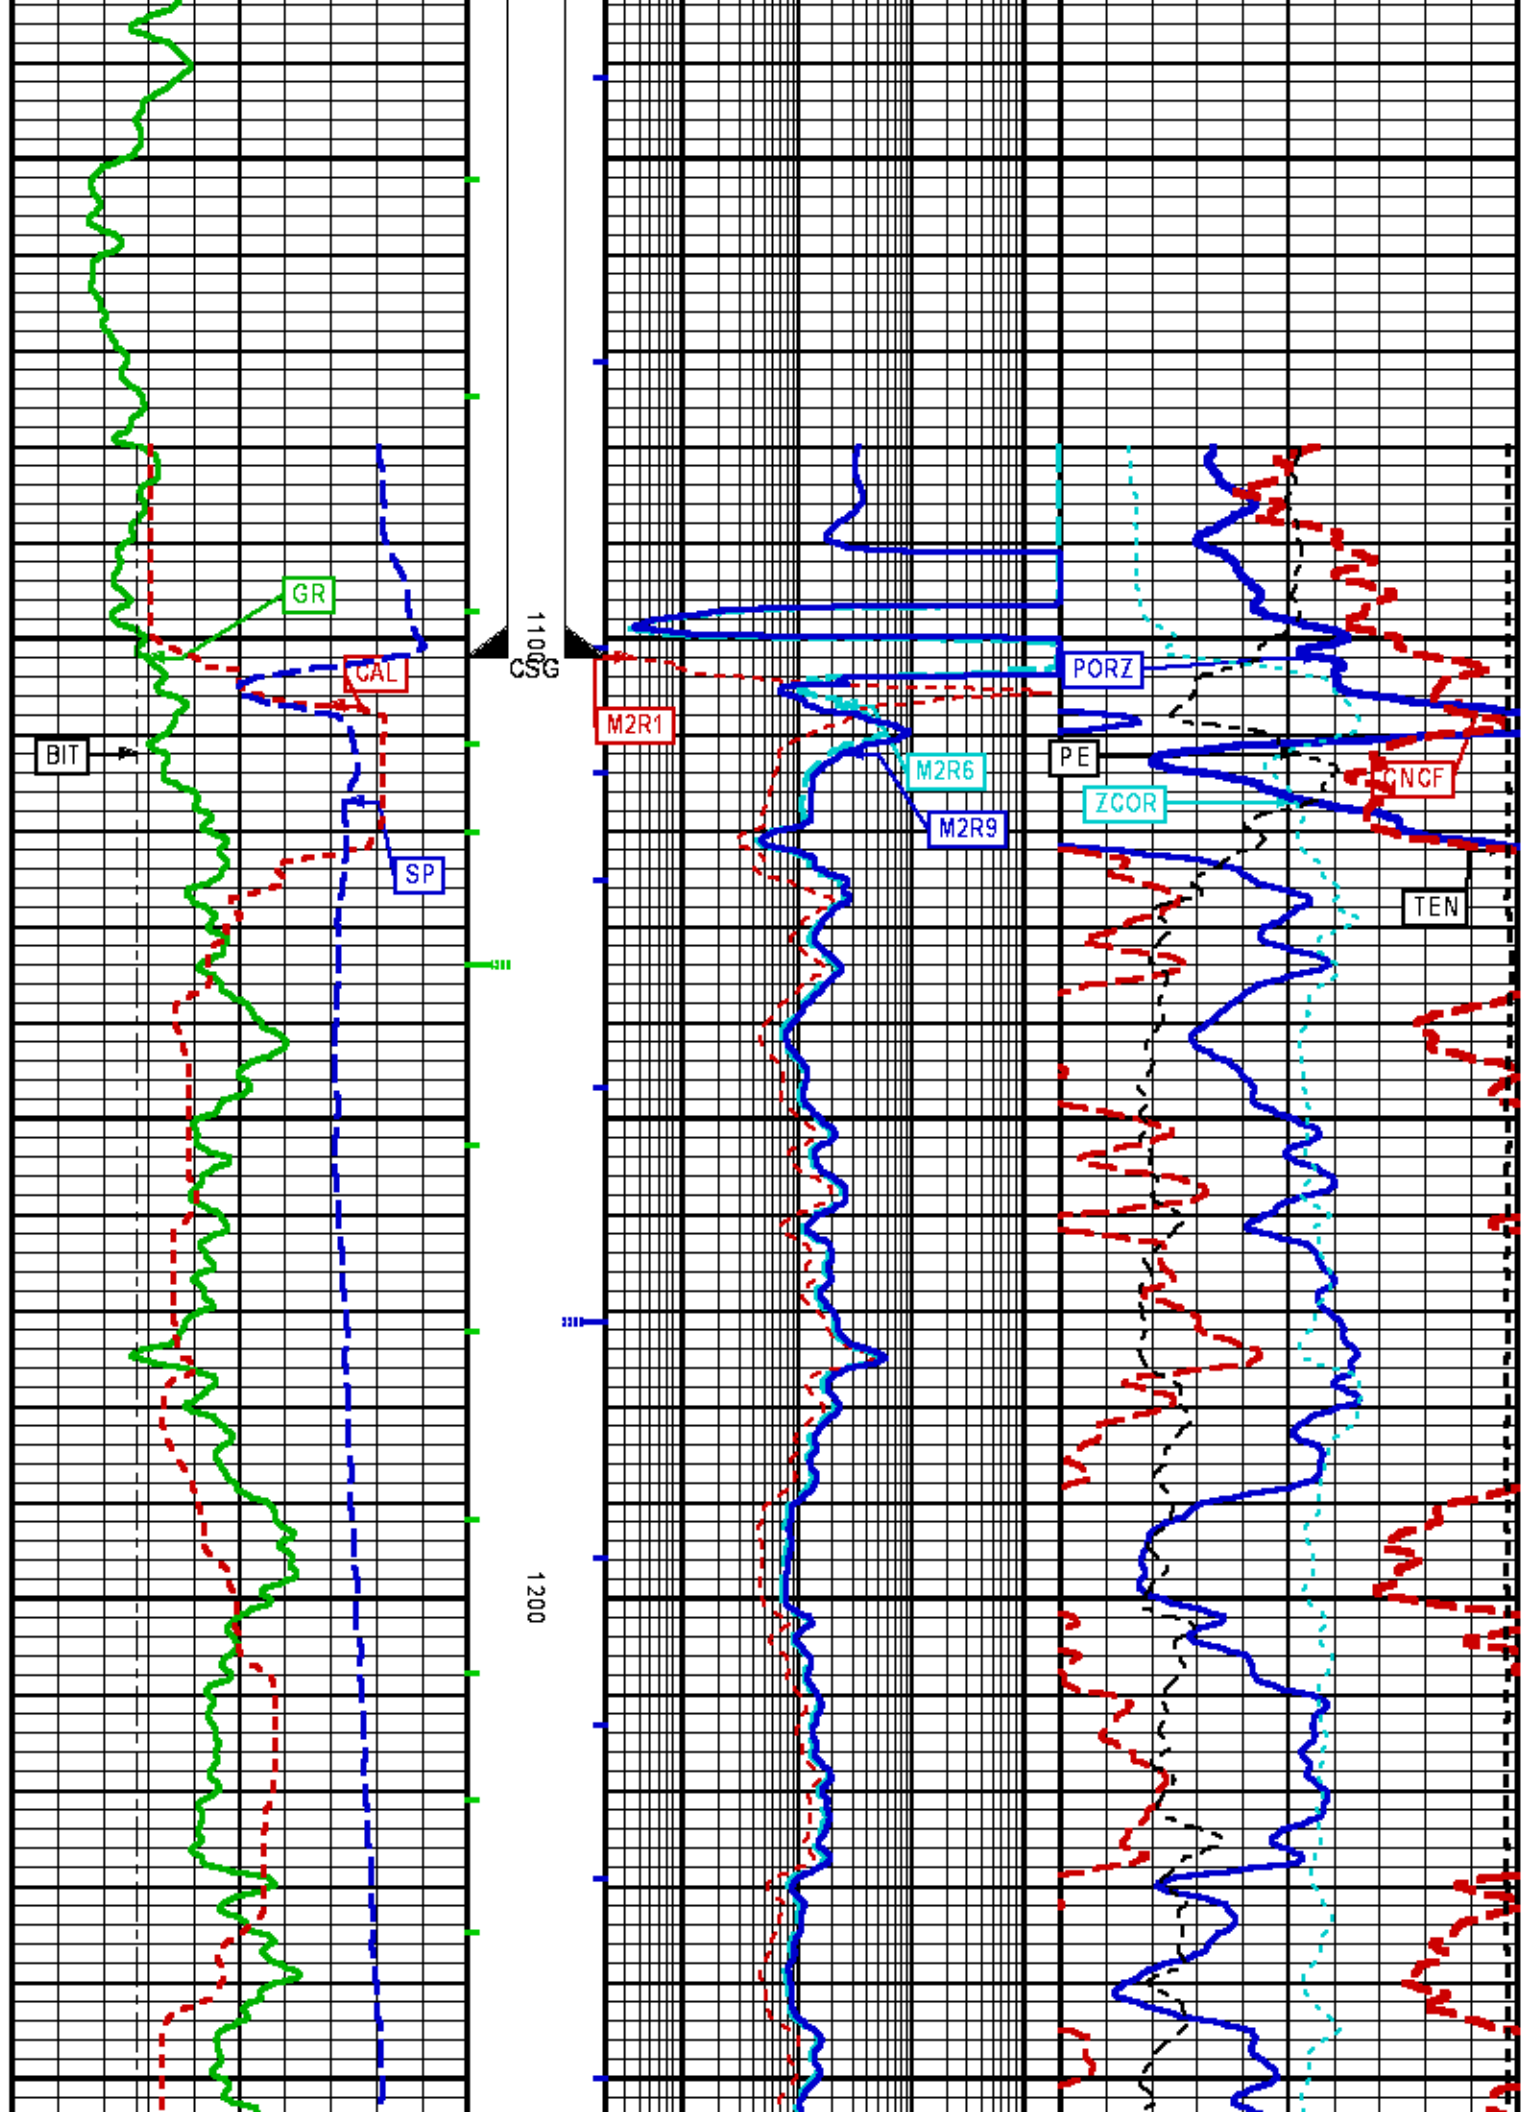 GR
1100
CSG
CAL
PORZ
M2R1
BIT
PE
M2R6
CNCF
ZCOR
M2R9
SP
TEN
1200